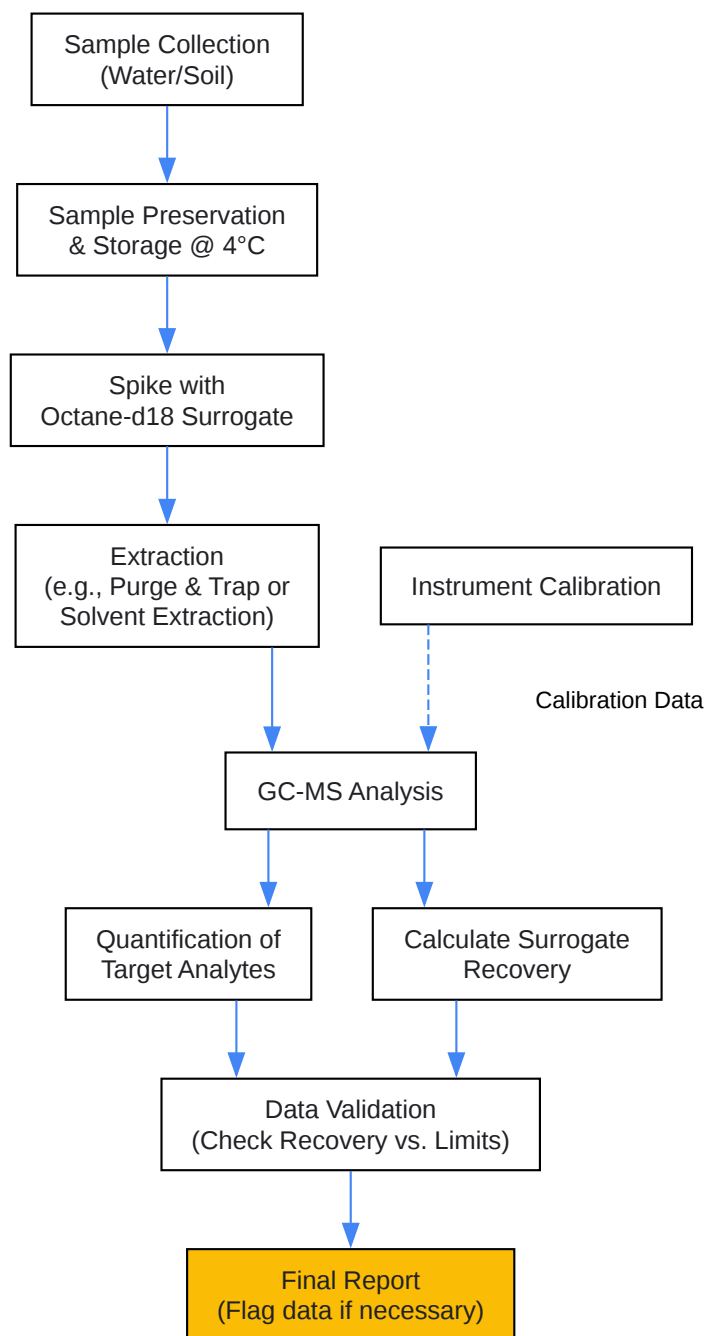 Sample Collection
(Water/Soil)
Sample Preservation
& Storage @ 4°C
Spike with
Octane-d18 Surrogate
Extraction
(e.g., Purge & Trap or
Solvent Extraction)
Instrument Calibration
Calibration Data
GC-MS Analysis
Quantification of
Target Analytes
Calculate Surrogate
Recovery
Data Validation
(Check Recovery vs. Limits)
Final Report
(Flag data if necessary)